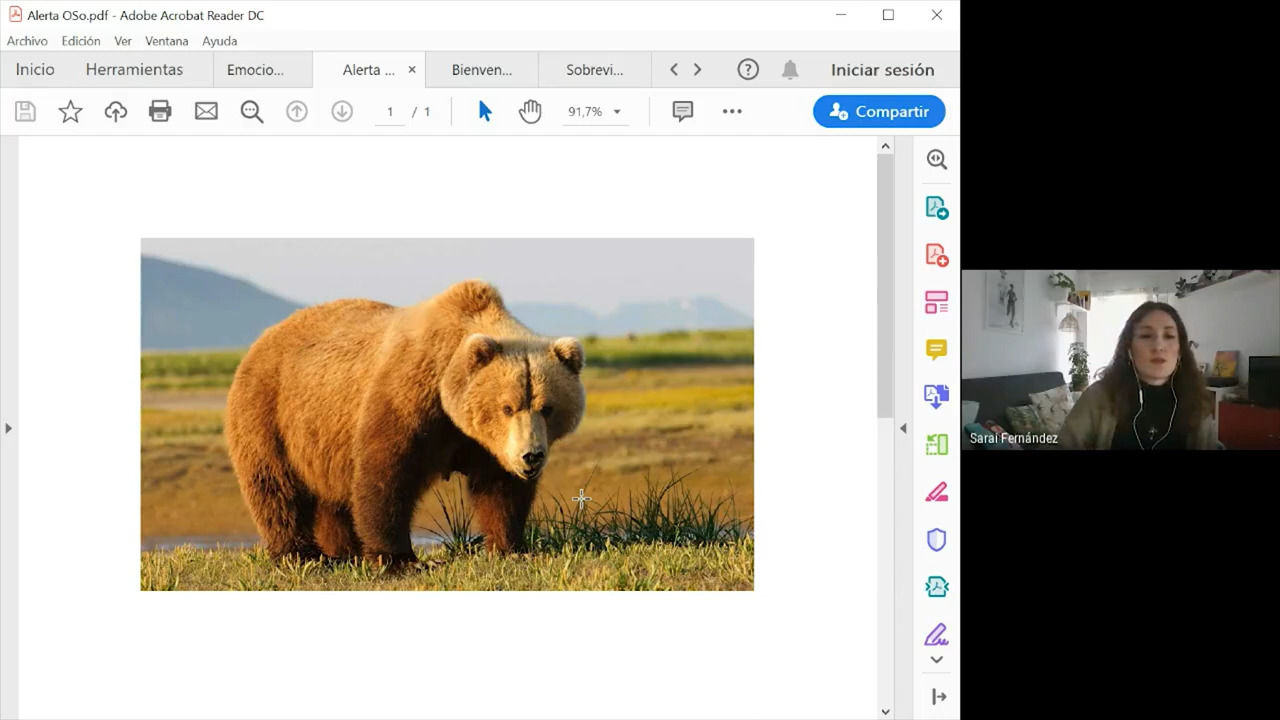 Alerta OSo.pdf - Adobe Acrobat Reader DC
Archivo Edición Ver Ventana Ayuda
Inicio Herramientas Emocio... Alerta ... Bienven... Sobrevi... Iniciar sesión
1 / 1 91,7% Compartir
Sarai Fernández